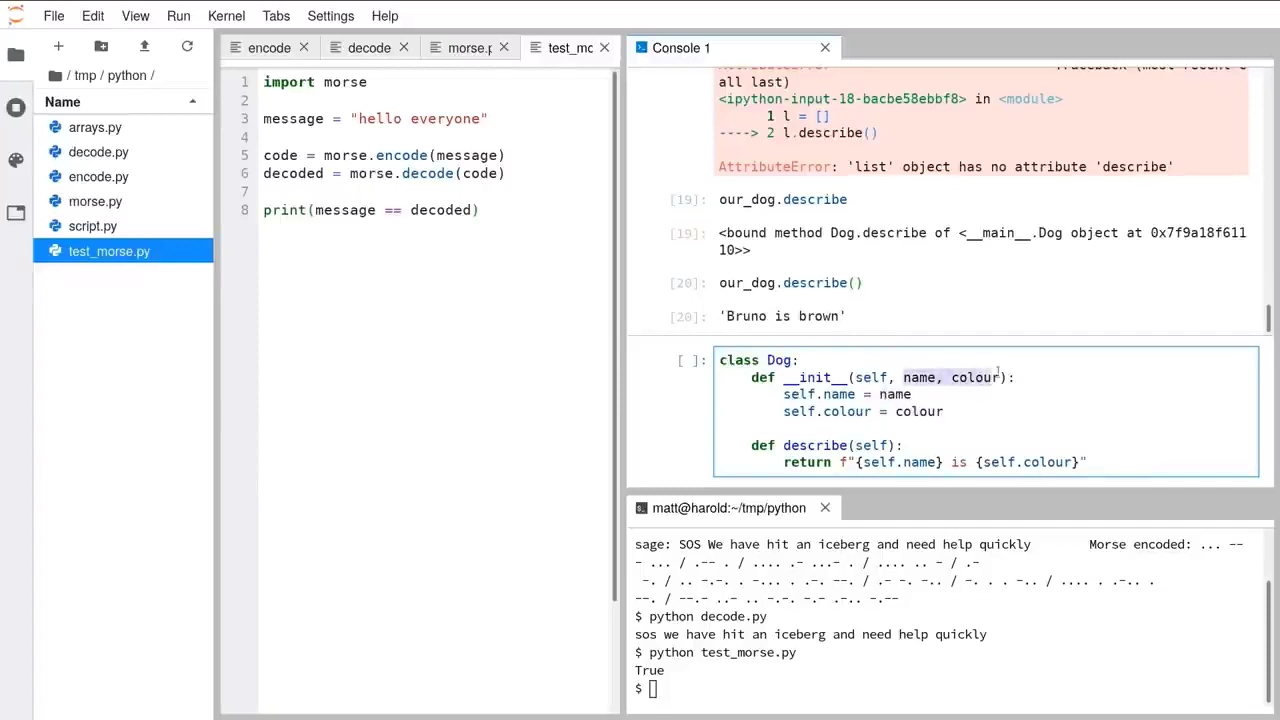 File Edit View Run Kernel Tabs Settings Help
/ tmp / python /
Name
arrays.py
decode.py
encode.py
morse.py
script.py
test_morse.py
encode
decode
morse.p
test_mo
1 import morse
2
3 message = "hello everyone"
4
5 code = morse.encode(message)
6 decoded = morse.decode(code)
7
8 print(message == decoded)
Console 1
all last)
<ipython-input-18-bacbe58ebbf8> in <module>
1 l = []
----> 2 l.describe()
AttributeError: 'list' object has no attribute 'describe'
[19]: our_dog.describe
[19]: <bound method Dog.describe of <__main__.Dog object at 0x7f9a18f611
10>>
[20]: our_dog.describe()
[20]: 'Bruno is brown'
[ ]: class Dog:
def __init__(self, name, colour):
self.name = name
self.colour = colour
def describe(self):
return f"{self.name} is {self.colour}"
matt@harold:~/tmp/python
sage: SOS We have hit an iceberg and need help quickly Morse encoded: ... --
- ... / .-- . / .... .- ...- . / .... .. - / .-
-. / .. -.-. . -... . .-. --. / .- -. -.. / -. . . -.. / .... . .-.. .
--. / --.- ..- .. -.-. -.- .-.. -.--
$ python decode.py
sos we have hit an iceberg and need help quickly
$ python test_morse.py
True
$